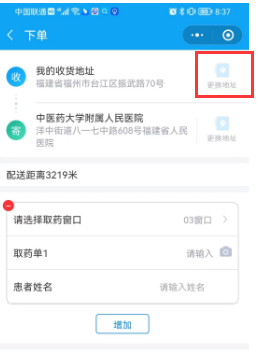 中国联通 8:37
下单
收 我的收货地址
福建省福州市台江区振武路70号
更换地址
寄 中医药大学附属人民医院
洋中街道八一七中路608号福建省人民
医院
更换地址
配送距离3219米
请选择取药窗口 03窗口
取药单1 请输入
患者姓名 请输入姓名
增加